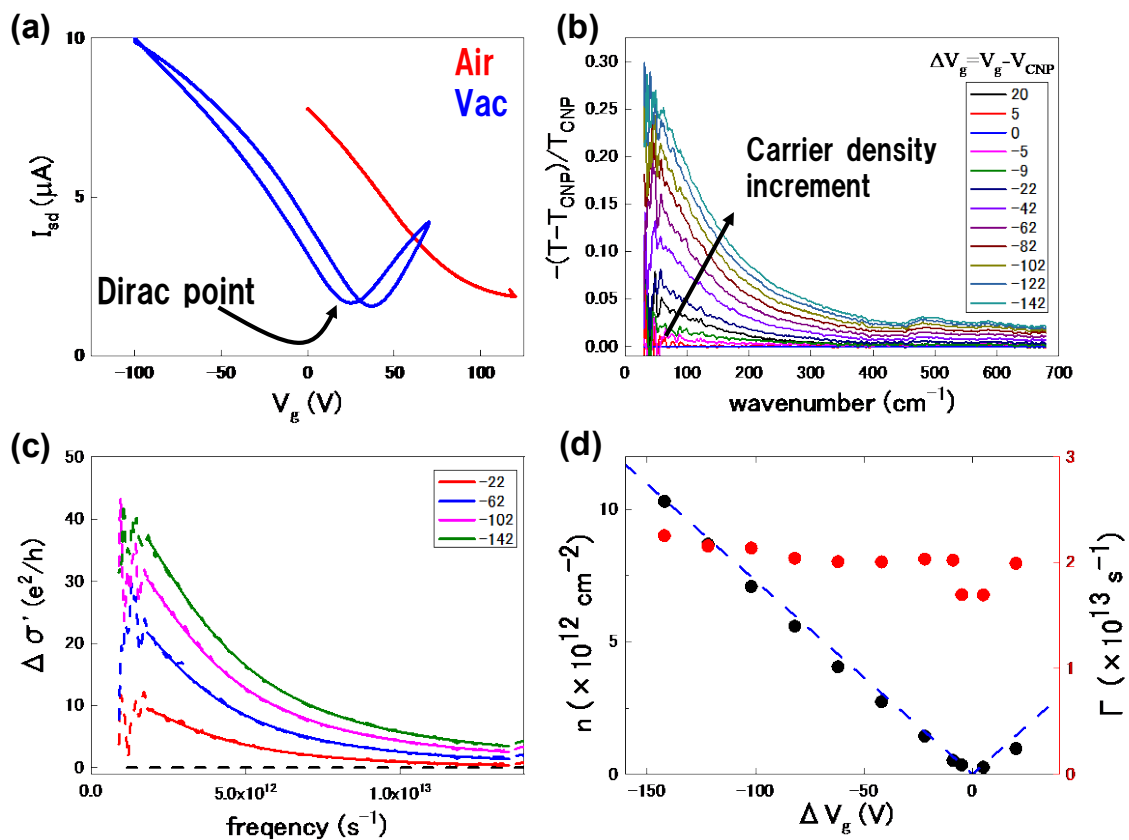 (a)
10
5
0
I_sd (μA)
Air
Vac
Dirac point
−100
−50
0
50
100
V_g (V)
(b)
0.30
0.25
0.20
0.15
0.10
0.05
0.00
−(T−T_CNP)/T_CNP
ΔV_g=V_g-V_CNP
20
5
0
−5
−9
−22
−42
−62
−82
−102
−122
−142
Carrier density
increment
0
100
200
300
400
500
600
700
wavenumber (cm⁻¹)
(c)
50
40
30
20
10
0
Δσ' (e²/h)
−22
−62
−102
−142
0.0
5.0x10¹²
1.0x10¹³
freqency (s⁻¹)
(d)
10
5
0
n (×10¹² cm⁻²)
3
2
1
0
Γ (×10¹³ s⁻¹)
−150
−100
−50
0
ΔV_g (V)